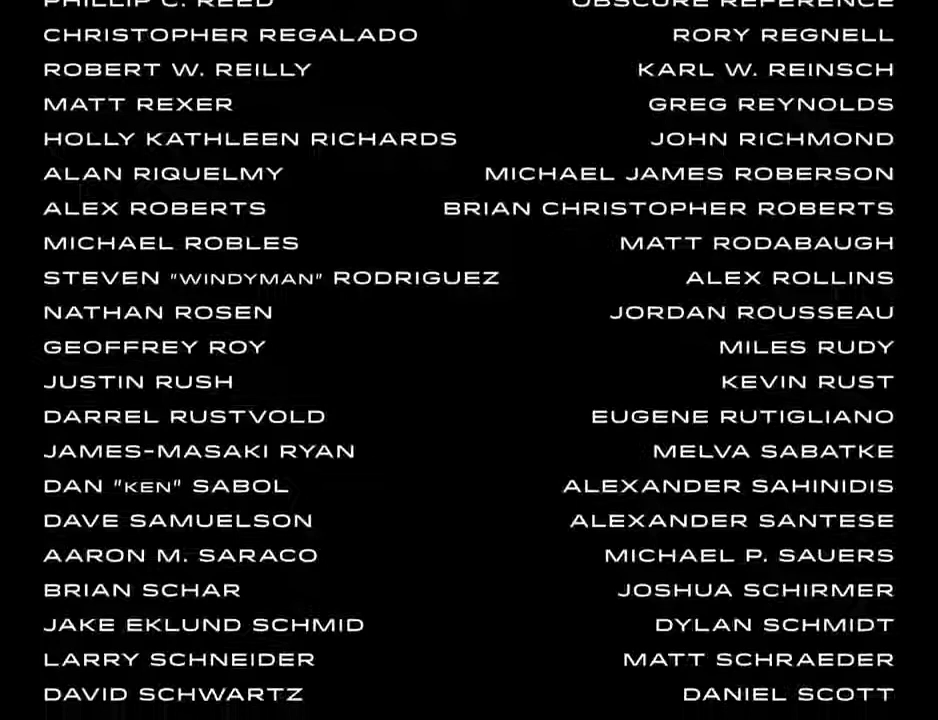 PHILLIP C. REED OBSCURE REFERENCE
CHRISTOPHER REGALADO RORY REGNELL
ROBERT W. REILLY KARL W. REINSCH
MATT REXER GREG REYNOLDS
HOLLY KATHLEEN RICHARDS JOHN RICHMOND
ALAN RIQUELMY MICHAEL JAMES ROBERSON
ALEX ROBERTS BRIAN CHRISTOPHER ROBERTS
MICHAEL ROBLES MATT RODABAUGH
STEVEN "WINDYMAN" RODRIGUEZ ALEX ROLLINS
NATHAN ROSEN JORDAN ROUSSEAU
GEOFFREY ROY MILES RUDY
JUSTIN RUSH KEVIN RUST
DARREL RUSTVOLD EUGENE RUTIGLIANO
JAMES-MASAKI RYAN MELVA SABATKE
DAN "KEN" SABOL ALEXANDER SAHINIDIS
DAVE SAMUELSON ALEXANDER SANTESE
AARON M. SARACO MICHAEL P. SAUERS
BRIAN SCHAR JOSHUA SCHIRMER
JAKE EKLUND SCHMID DYLAN SCHMIDT
LARRY SCHNEIDER MATT SCHRAEDER
DAVID SCHWARTZ DANIEL SCOTT